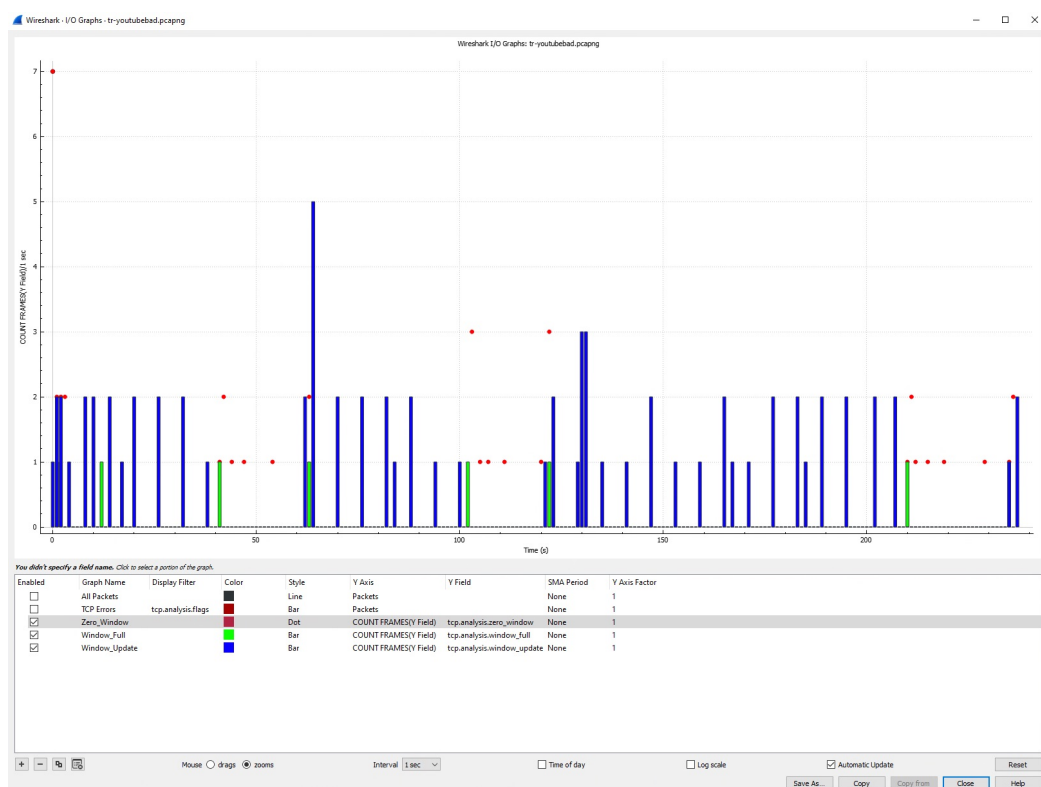 Wireshark · I/O Graphs · tr-youtubebad.pcapng
Wireshark I/O Graphs: tr-youtubebad.pcapng
COUNT FRAMES(Y Field)/1 sec
7
6
5
4
3
2
1
0
0 50 100 150 200
Time (s)
You didn't specify a field name. Click to select a portion of the graph.
Enabled Graph Name Display Filter Color Style Y Axis Y Field SMA Period Y Axis Factor
All Packets Line Packets None 1
TCP Errors tcp.analysis.flags Bar Packets None 1
Zero_Window Dot COUNT FRAMES(Y Field) tcp.analysis.zero_window None 1
Window_Full Bar COUNT FRAMES(Y Field) tcp.analysis.window_full None 1
Window_Update Bar COUNT FRAMES(Y Field) tcp.analysis.window_update None 1
+ − Mouse drags zooms Interval 1 sec Time of day Log scale Automatic Update Reset
Save As... Copy Copy from Close Help